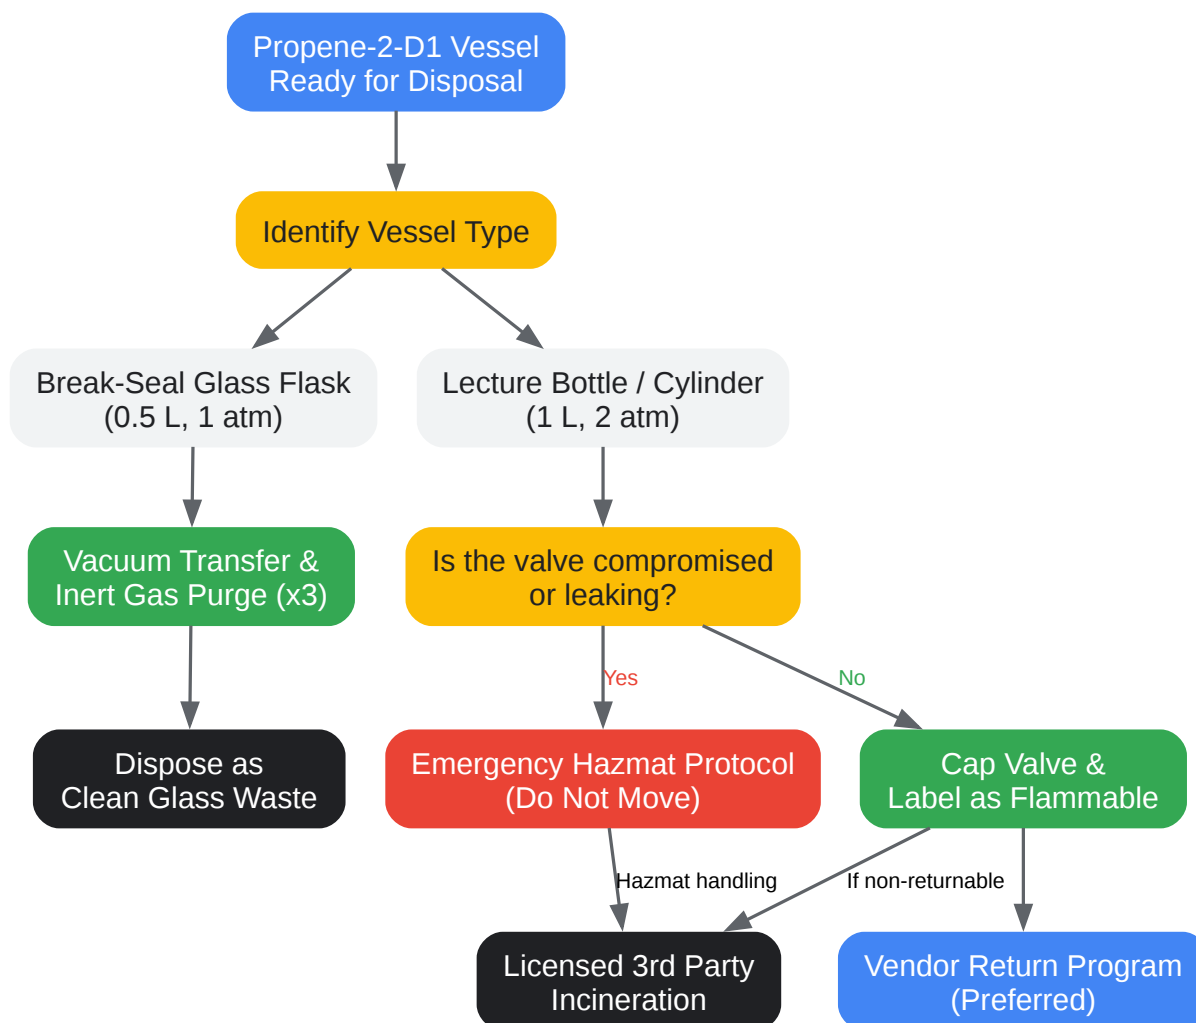 Propene-2-D1 Vessel
Ready for Disposal
Identify Vessel Type
Break-Seal Glass Flask
(0.5 L, 1 atm)
Lecture Bottle / Cylinder
(1 L, 2 atm)
Vacuum Transfer &
Inert Gas Purge (x3)
Is the valve compromised
or leaking?
Yes
No
Dispose as
Clean Glass Waste
Emergency Hazmat Protocol
(Do Not Move)
Cap Valve &
Label as Flammable
Hazmat handling
If non-returnable
Licensed 3rd Party
Incineration
Vendor Return Program
(Preferred)